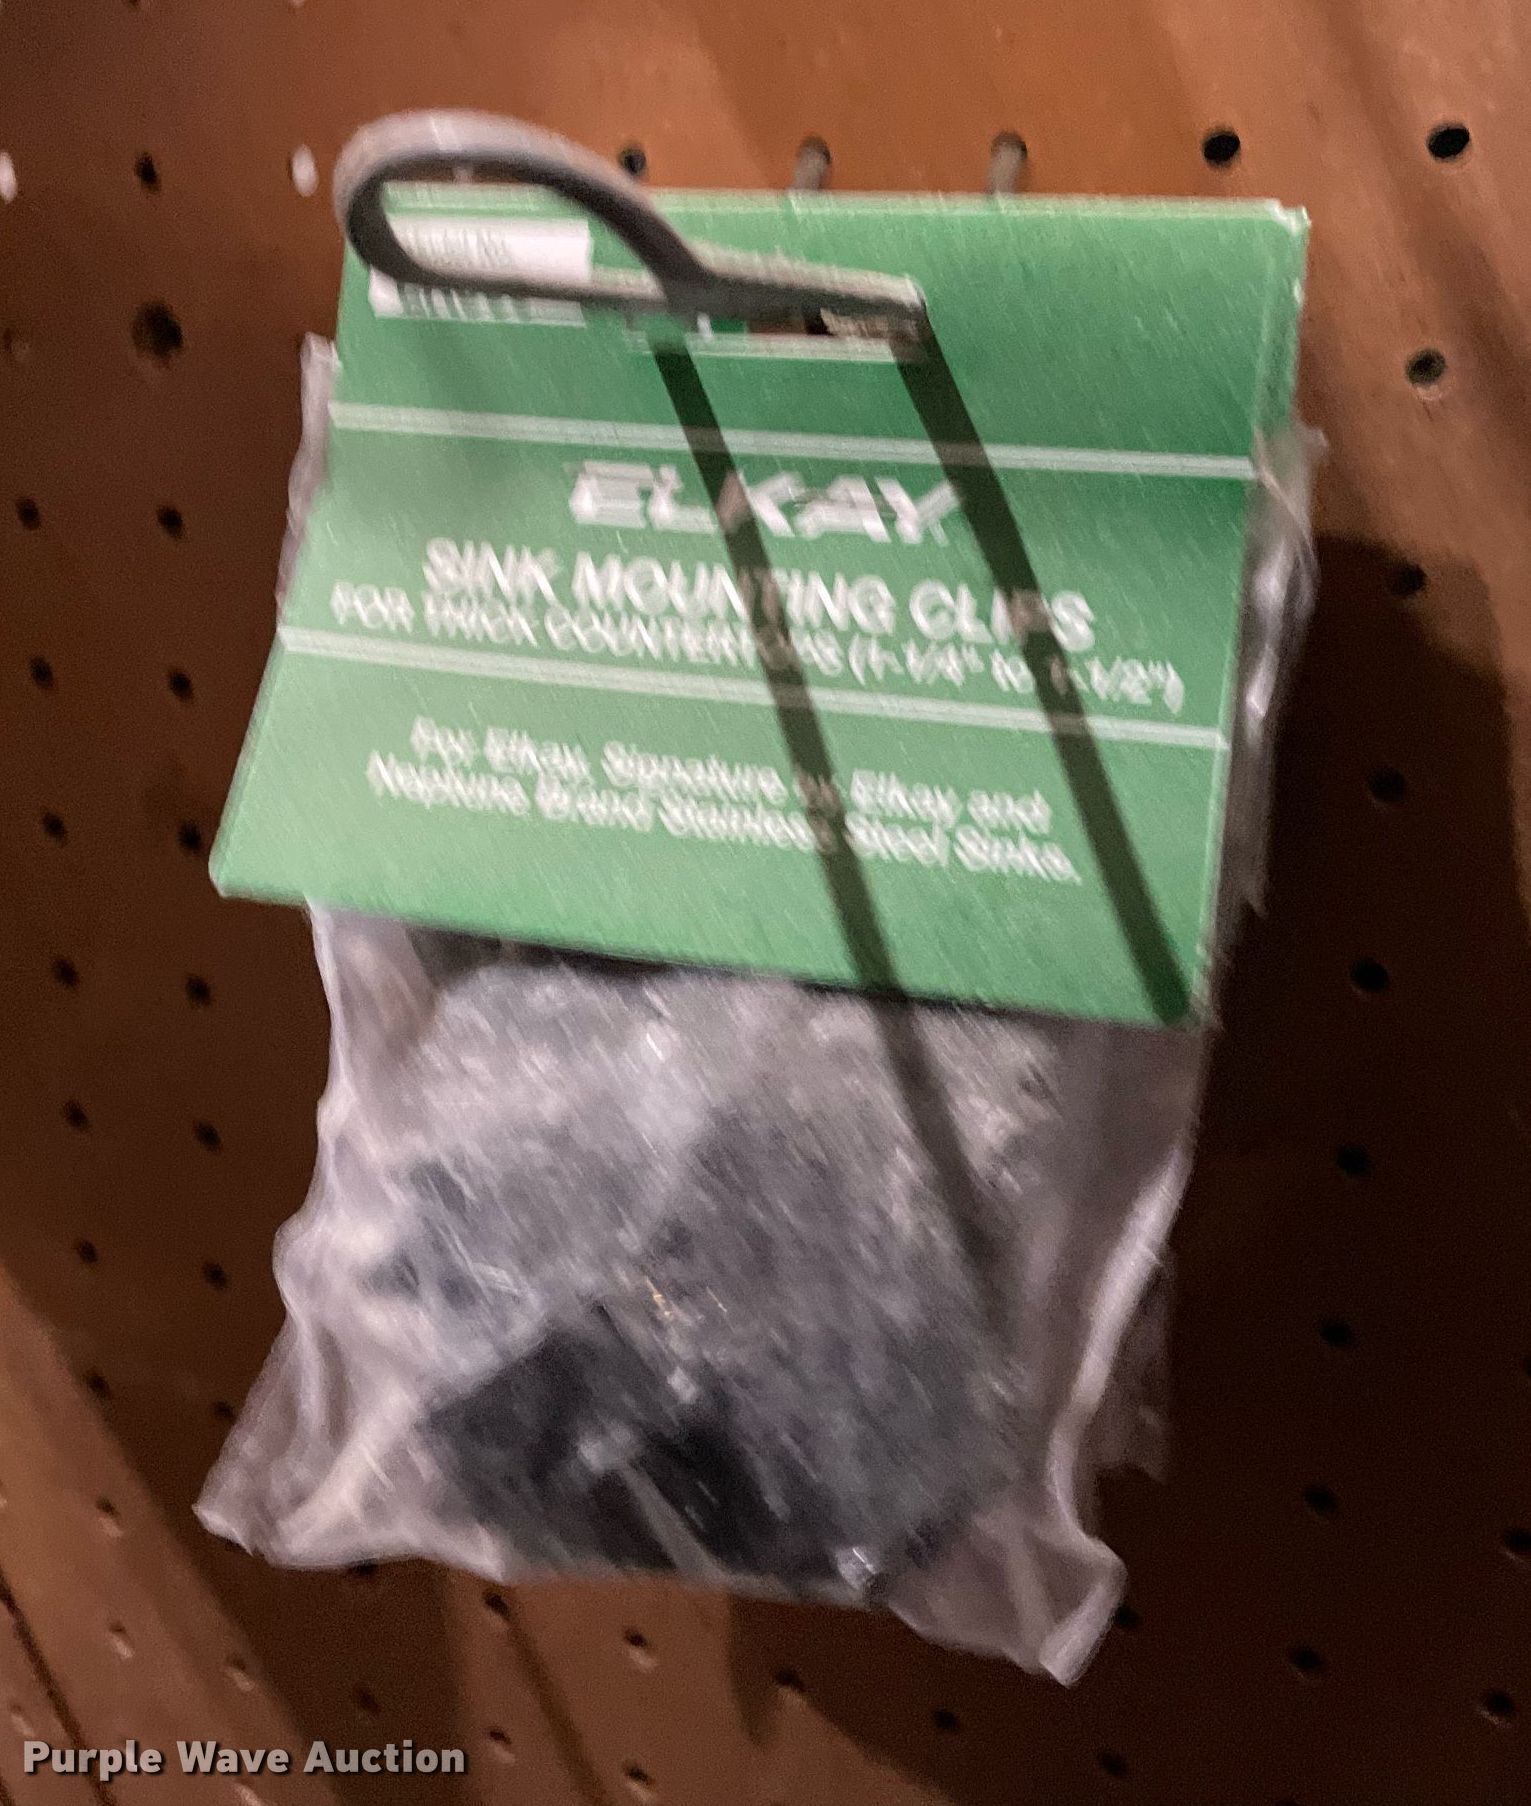 ELKAY
SINK MOUNTING CLIPS
FOR THICK COUNTERTOPS (1-1/4" to 1-1/2")
For Elkay, Signature by Elkay and
Neptune Brand Stainless Steel Sinks.
Purple Wave Auction